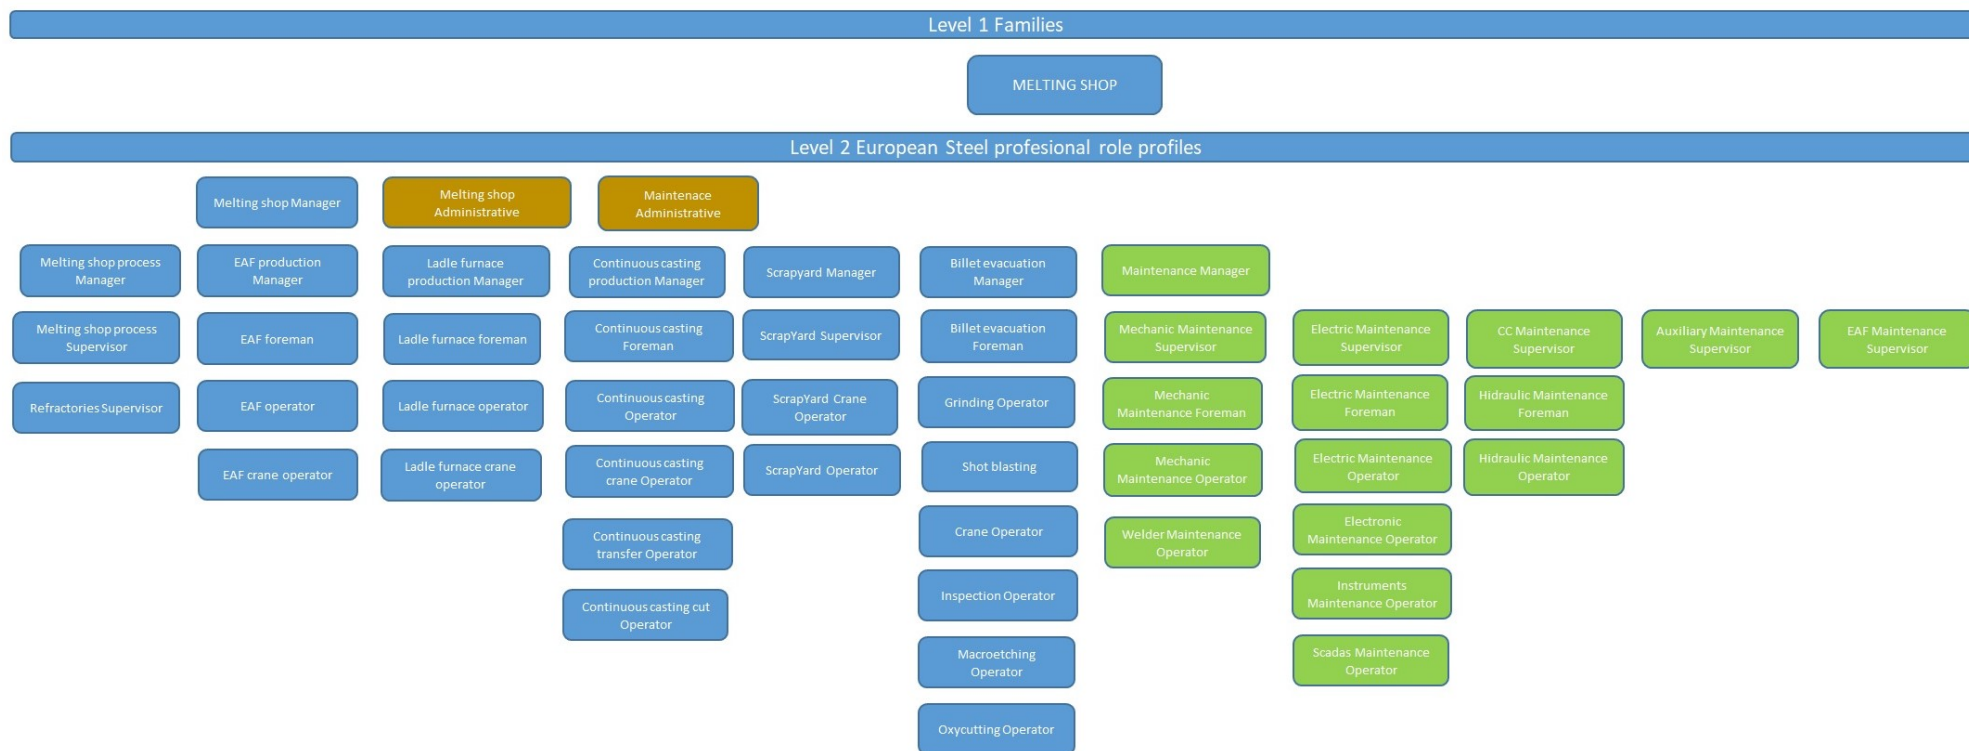 Level 1 Families
MELTING SHOP
Level 2 European Steel profesional role profiles
Melting shop Manager
Melting shop
Administrative
Maintenace
Administrative
Melting shop process
Manager
EAF production
Manager
Ladle furnace
production Manager
Continuous casting
production Manager
Scrapyard Manager
Billet evacuation
Manager
Maintenance Manager
Melting shop process
Supervisor
EAF foreman
Ladle furnace foreman
Continuous casting
Foreman
ScrapYard Supervisor
Billet evacuation
Foreman
Mechanic Maintenance
Supervisor
Electric Maintenance
Supervisor
CC Maintenance
Supervisor
Auxiliary Maintenance
Supervisor
EAF Maintenance
Supervisor
Refractories Supervisor
EAF operator
Ladle furnace operator
Continuous casting
Operator
ScrapYard Crane
Operator
Grinding Operator
Mechanic
Maintenance Foreman
Electric Maintenance
Foreman
Hidraulic Maintenance
Foreman
EAF crane operator
Ladle furnace crane
operator
Continuous casting
crane Operator
ScrapYard Operator
Shot blasting
Mechanic
Maintenance Operator
Electric Maintenance
Operator
Hidraulic Maintenance
Operator
Continuous casting
transfer Operator
Crane Operator
Welder Maintenance
Operator
Electronic
Maintenance Operator
Continuous casting cut
Operator
Inspection Operator
Instruments
Maintenance Operator
Macroetching
Operator
Scadas Maintenance
Operator
Oxycutting Operator